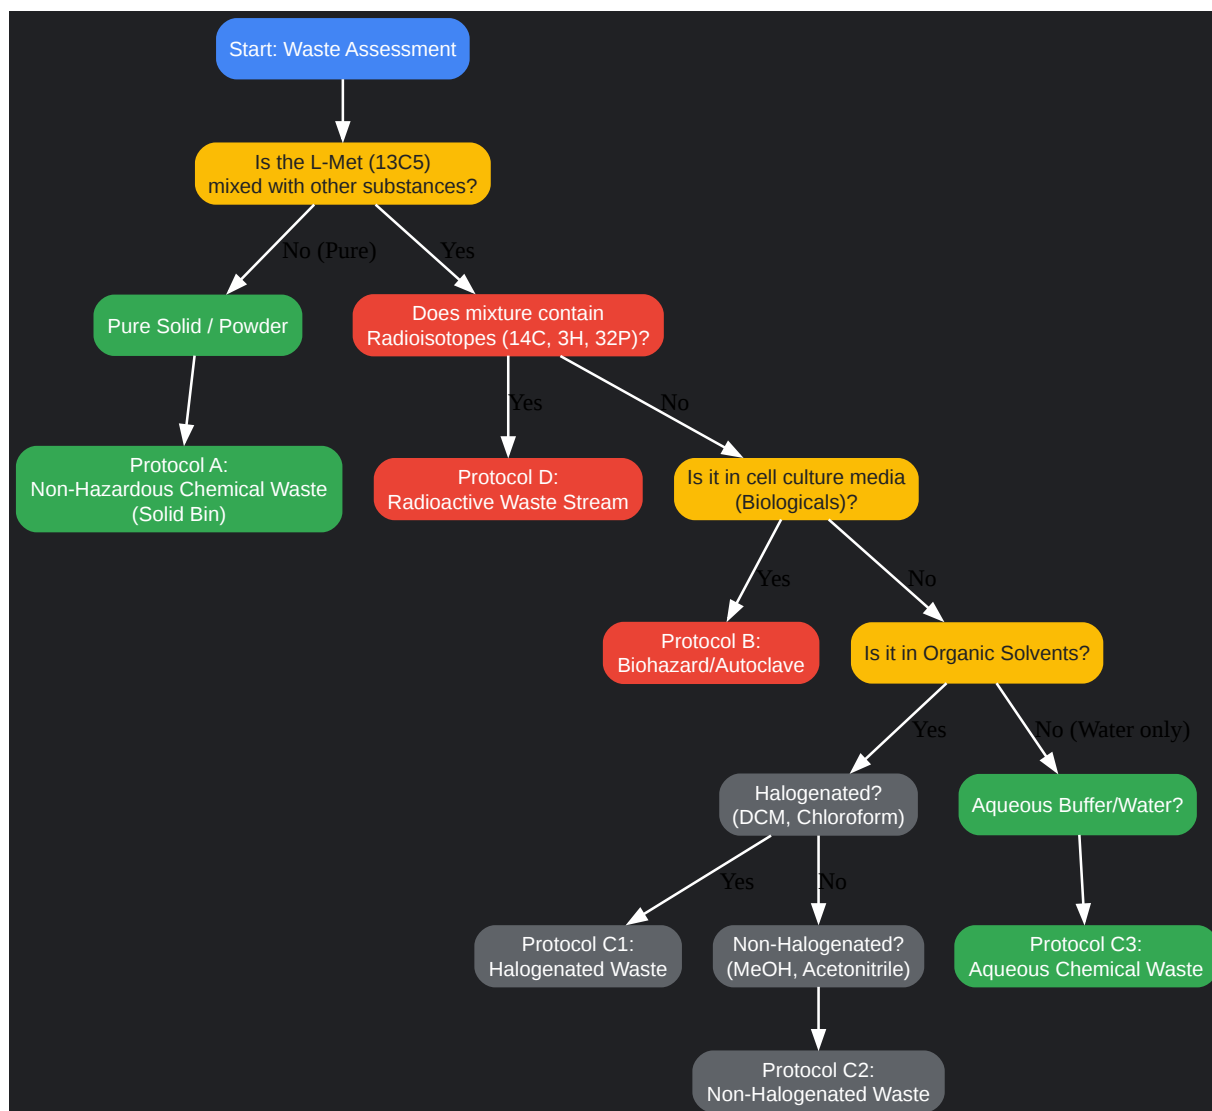 Start: Waste Assessment
Is the L-Met (13C5)
mixed with other substances?
No (Pure)
Yes
Pure Solid / Powder
Does mixture contain
Radioisotopes (14C, 3H, 32P)?
Yes
No
Protocol A:
Non-Hazardous Chemical Waste
(Solid Bin)
Protocol D:
Radioactive Waste Stream
Is it in cell culture media
(Biologicals)?
Yes
No
Protocol B:
Biohazard/Autoclave
Is it in Organic Solvents?
Yes
No (Water only)
Halogenated?
(DCM, Chloroform)
Aqueous Buffer/Water?
Yes
No
Protocol C1:
Halogenated Waste
Non-Halogenated?
(MeOH, Acetonitrile)
Protocol C3:
Aqueous Chemical Waste
Protocol C2:
Non-Halogenated Waste